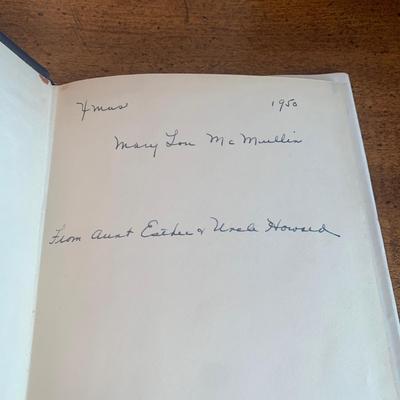 Xmas 1950
Mary Lou McMullin
From Aunt Esther & Uncle Howard